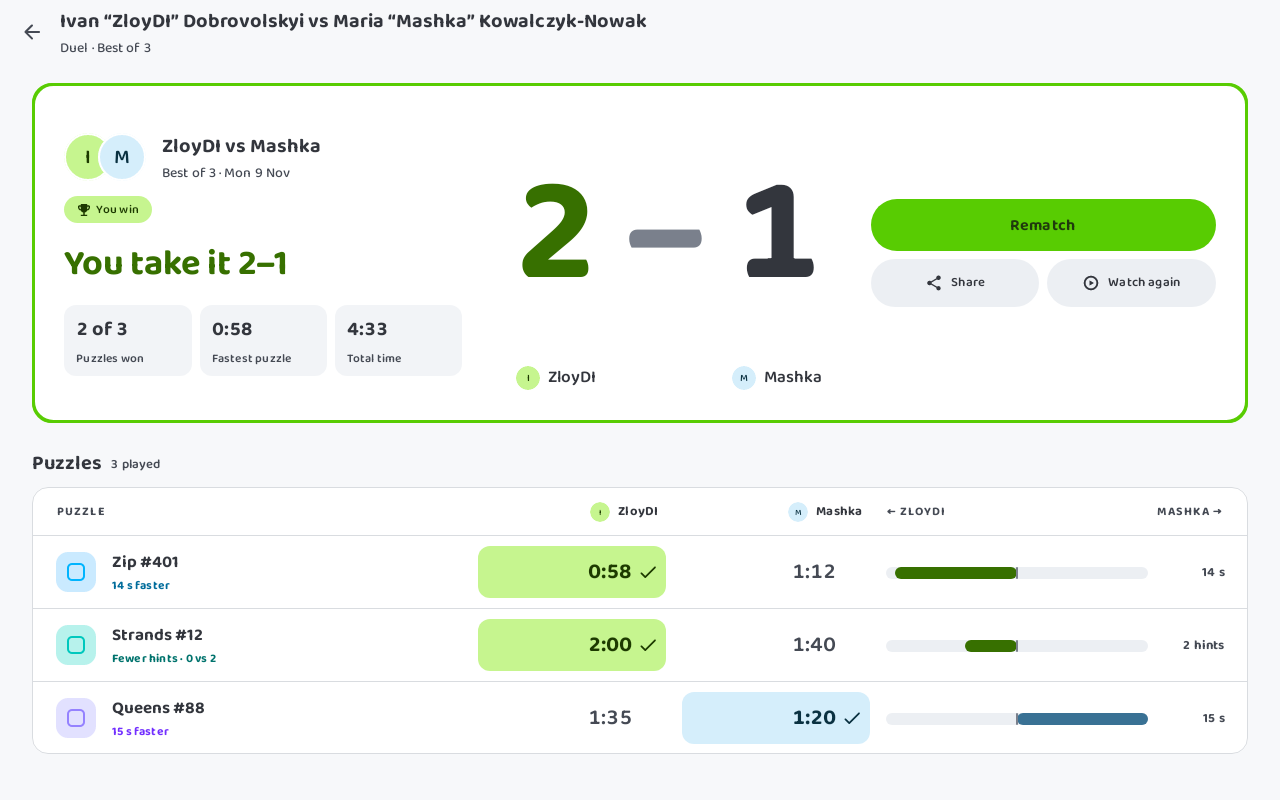 Ivan “ZloyDI” Dobrovolskyi vs Maria “Mashka” Kowalczyk-Nowak
Duel · Best of 3
I
M
ZloyDI vs Mashka
Best of 3 · Mon 9 Nov
You win
You take it 2–1
2 of 3
Puzzles won
0:58
Fastest puzzle
4:33
Total time
2 – 1
I ZloyDI
M Mashka
Rematch
Share
Watch again
Puzzles 3 played
PUZZLE
I ZloyDI
M Mashka
← ZLOYDI
MASHKA →
Zip #401
14 s faster
0:58
1:12
14 s
Strands #12
Fewer hints · 0 vs 2
2:00
1:40
2 hints
Queens #88
15 s faster
1:35
1:20
15 s